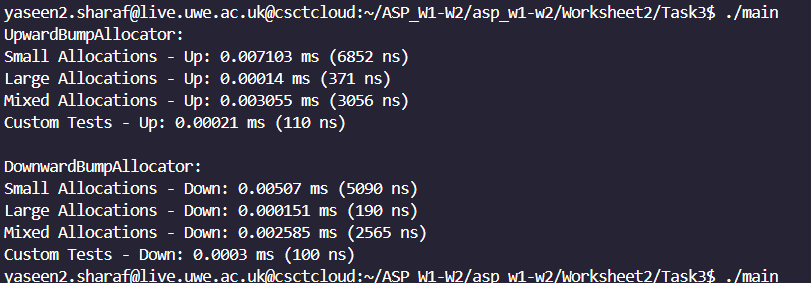 yaseen2.sharaf@live.uwe.ac.uk@csctcloud:~/ASP_W1-W2/asp_w1-w2/Worksheet2/Task3$ ./main
UpwardBumpAllocator:
Small Allocations - Up: 0.007103 ms (6852 ns)
Large Allocations - Up: 0.00014 ms (371 ns)
Mixed Allocations - Up: 0.003055 ms (3056 ns)
Custom Tests - Up: 0.00021 ms (110 ns)
DownwardBumpAllocator:
Small Allocations - Down: 0.00507 ms (5090 ns)
Large Allocations - Down: 0.000151 ms (190 ns)
Mixed Allocations - Down: 0.002585 ms (2565 ns)
Custom Tests - Down: 0.0003 ms (100 ns)
yaseen2.sharaf@live.uwe.ac.uk@csctcloud:~/ASP_W1-W2/asp_w1-w2/Worksheet2/Task3$ ./main